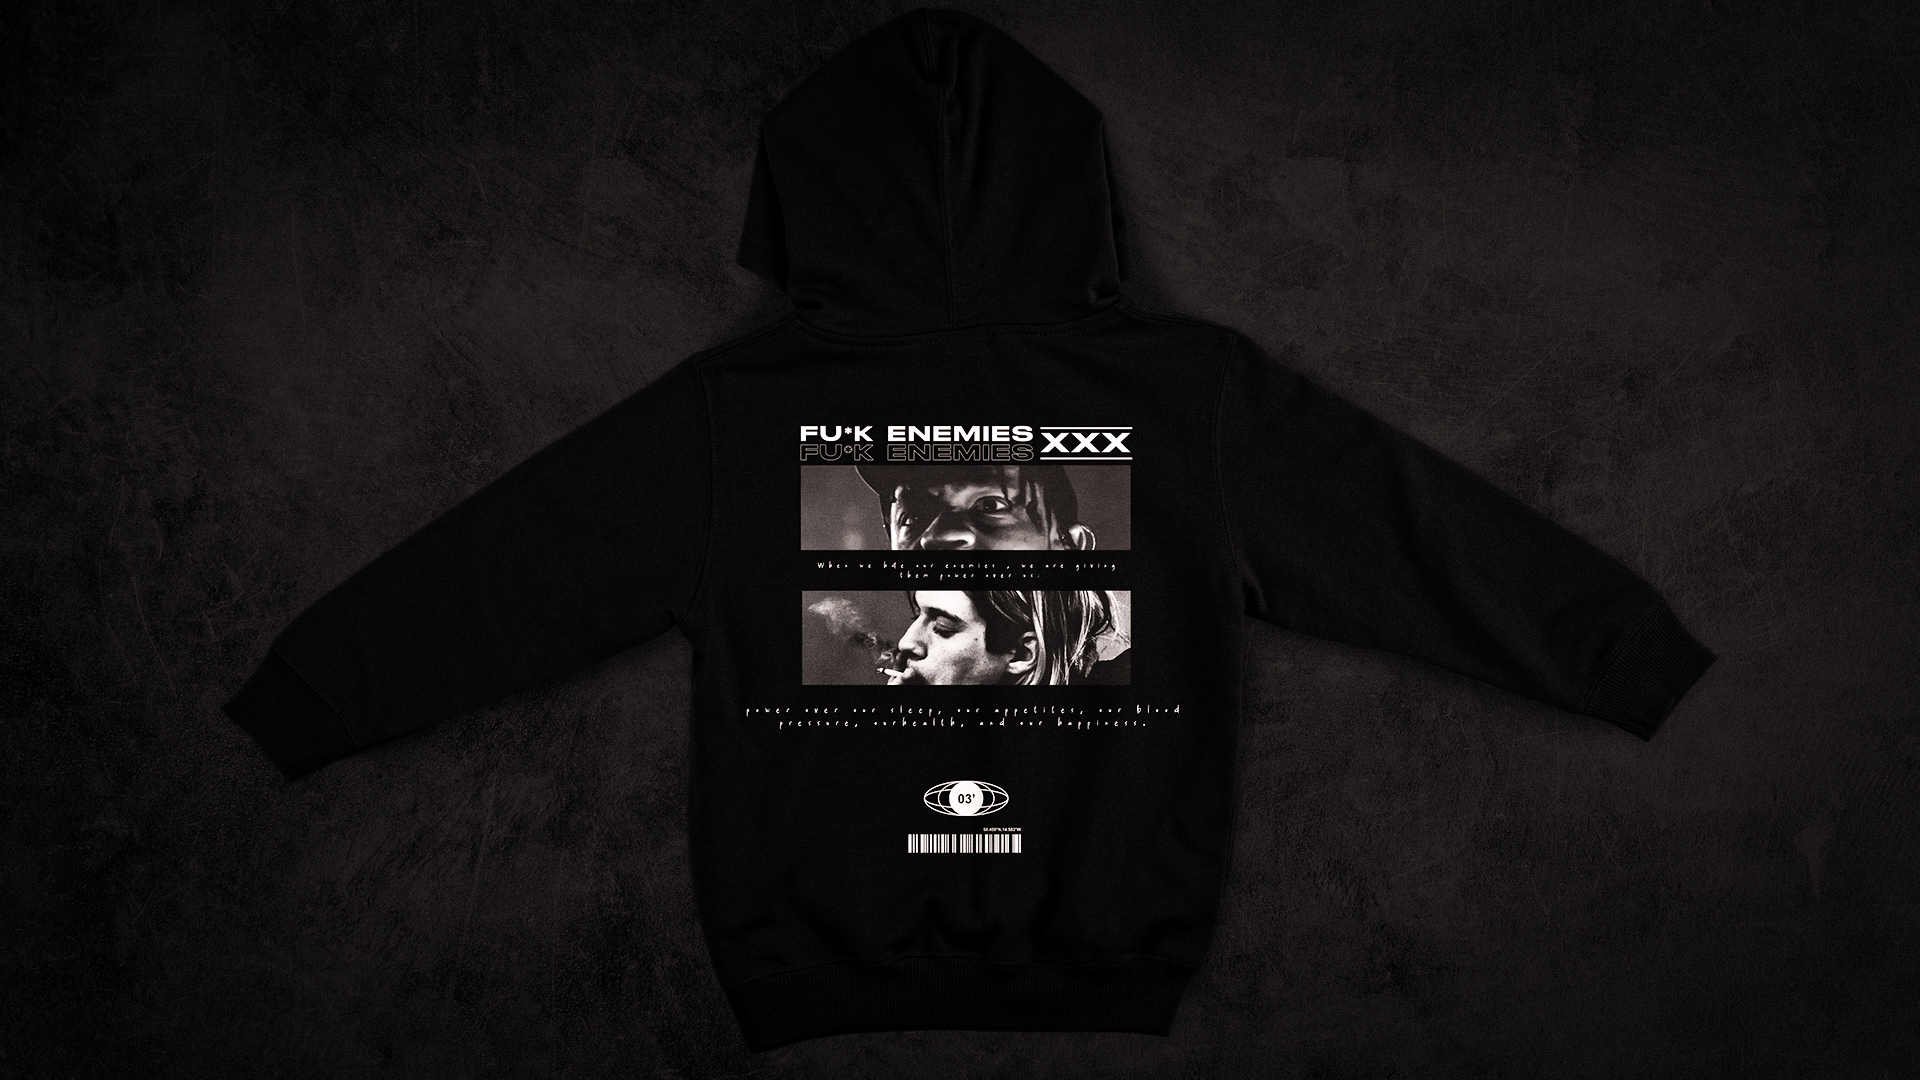 FU*K ENEMIES XXX
FU*K ENEMIES
When we hate our enemies , we are giving
them power over us:
power over our sleep, our appetites, our blood
pressure, ourhealth, and our happiness.
03'